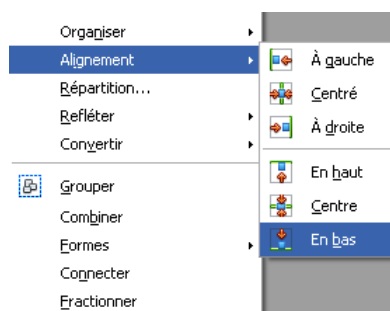 Organiser
Alignement
Répartition...
Refléter
Convertir
Grouper
Combiner
Formes
Connecter
Fractionner
À gauche
Centré
À droite
En haut
Centre
En bas